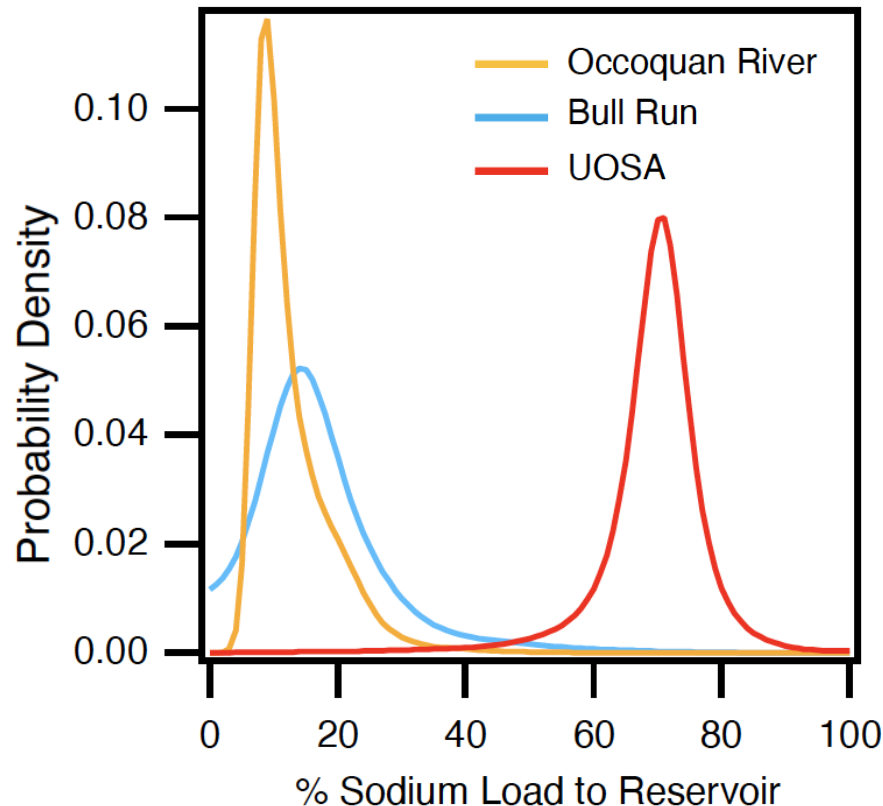 Occoquan River
Bull Run
UOSA
Probability Density
0.10
0.08
0.06
0.04
0.02
0.00
0 20 40 60 80 100
% Sodium Load to Reservoir